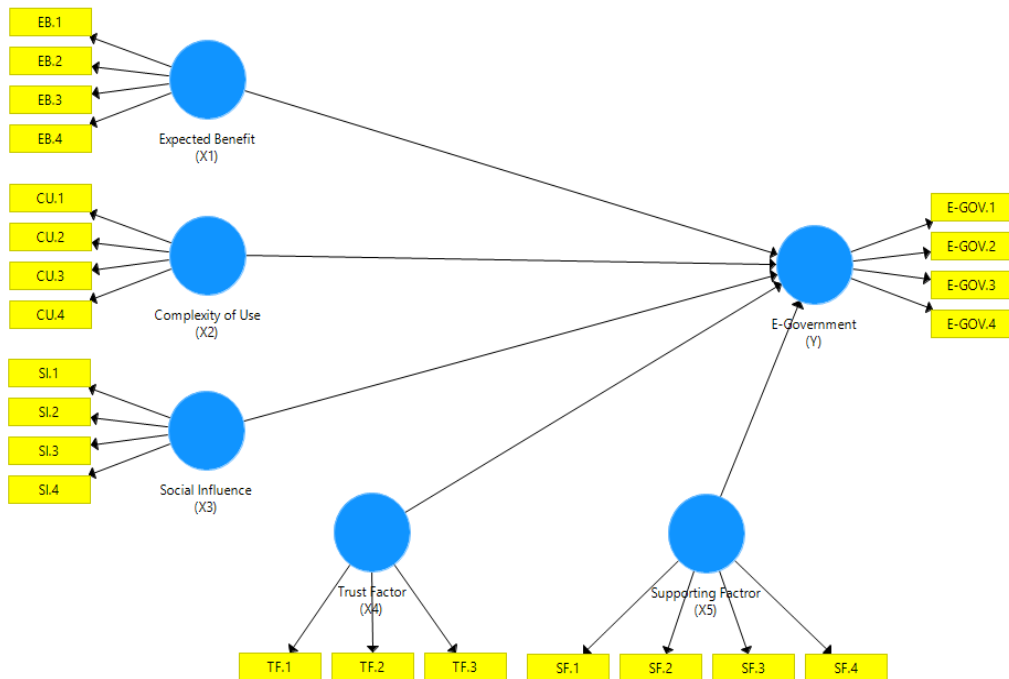 EB.1
EB.2
EB.3
EB.4
Expected Benefit
(X1)
CU.1
CU.2
CU.3
CU.4
Complexity of Use
(X2)
SI.1
SI.2
SI.3
SI.4
Social Influence
(X3)
E-GOV.1
E-GOV.2
E-GOV.3
E-GOV.4
E-Government
(Y)
Trust Factor
(X4)
TF.1
TF.2
TF.3
Supporting Factror
(X5)
SF.1
SF.2
SF.3
SF.4